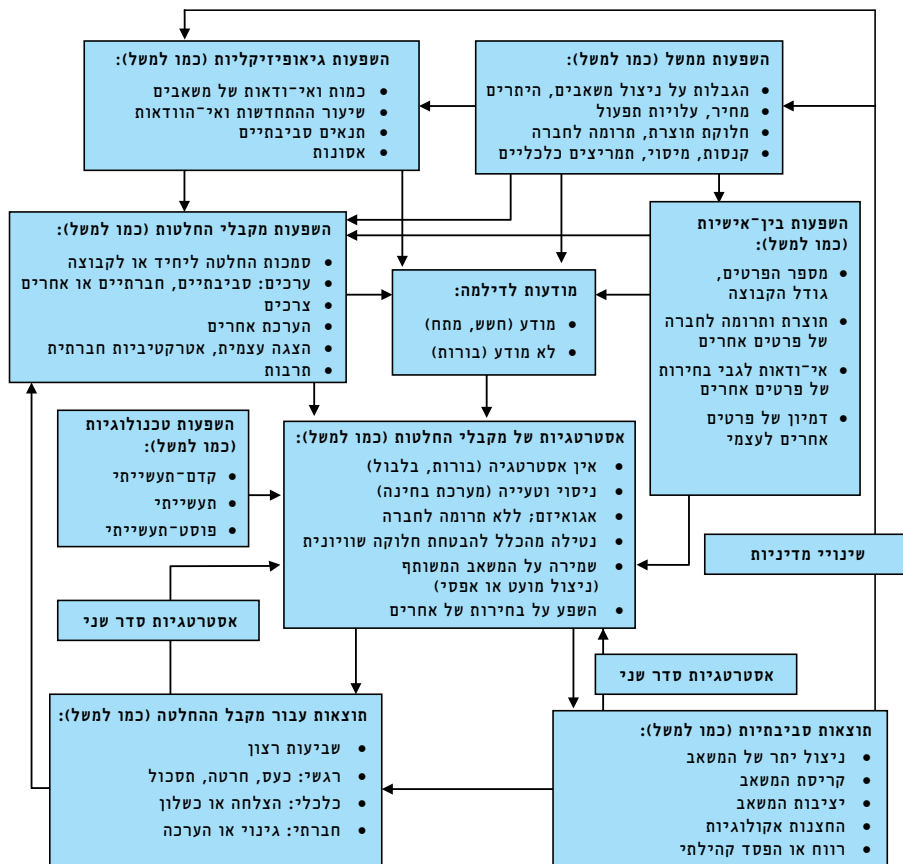 השפעות ממשל (כמו למשל):
• הגבלות על ניצול משאבים, היתרים
• מחיר, עלויות תפעול
• חלוקת תוצרת, תרומה לחברה
• קנסות, מיסוי, תמריצים כלכליים
השפעות גיאופיזיקליות (כמו למשל):
• כמות ואי-ודאות של משאבים
• שיעור ההתחדשות ואי-הוודאות
• תנאים סביבתיים
• אסונות
השפעות בין-אישיות
(כמו למשל):
• מספר הפרטים,
גודל הקבוצה
• תוצרת ותרומה לחברה
של פרטים אחרים
• אי-ודאות לגבי בחירות
של פרטים אחרים
• דמיון של פרטים
אחרים לעצמי
מודעות לדילמה:
• מודע (חשש, מתח)
• לא מודע (בורות)
השפעות מקבלי החלטות (כמו למשל):
• סמכות החלטה ליחיד או לקבוצה
• ערכים: סביבתיים, חברתיים או אחרים
• צרכים
• הערכת אחרים
• הצגה עצמית, אטרקטיביות חברתית
• תרבות
אסטרטגיות של מקבלי החלטות (כמו למשל):
• אין אסטרטגיה (בורות, בלבול)
• ניסוי וטעייה (מערכת בחינה)
• אגואיזם; ללא תרומה לחברה
• נטילה מהכלל להבטחת חלוקה שוויונית
• שמירה על המשאב המשותף
(ניצול מועט או אפסי)
• השפע על בחירות של אחרים
השפעות טכנולוגיות
(כמו למשל):
• קדם-תעשייתי
• תעשייתי
• פוסט-תעשייתי
שינויי מדיניות
אסטרטגיות סדר שני
אסטרטגיות סדר שני
תוצאות סביבתיות (כמו למשל):
• ניצול יתר של המשאב
• קריסת המשאב
• יציבות המשאב
• החצנות אקולוגיות
• רווח או הפסד קהילתי
תוצאות עבור מקבל ההחלטה (כמו למשל):
• שביעות רצון
• רגשי: כעס, חרטה, תסכול
• כלכלי: הצלחה או כשלון
• חברתי: גינוי או הערכה